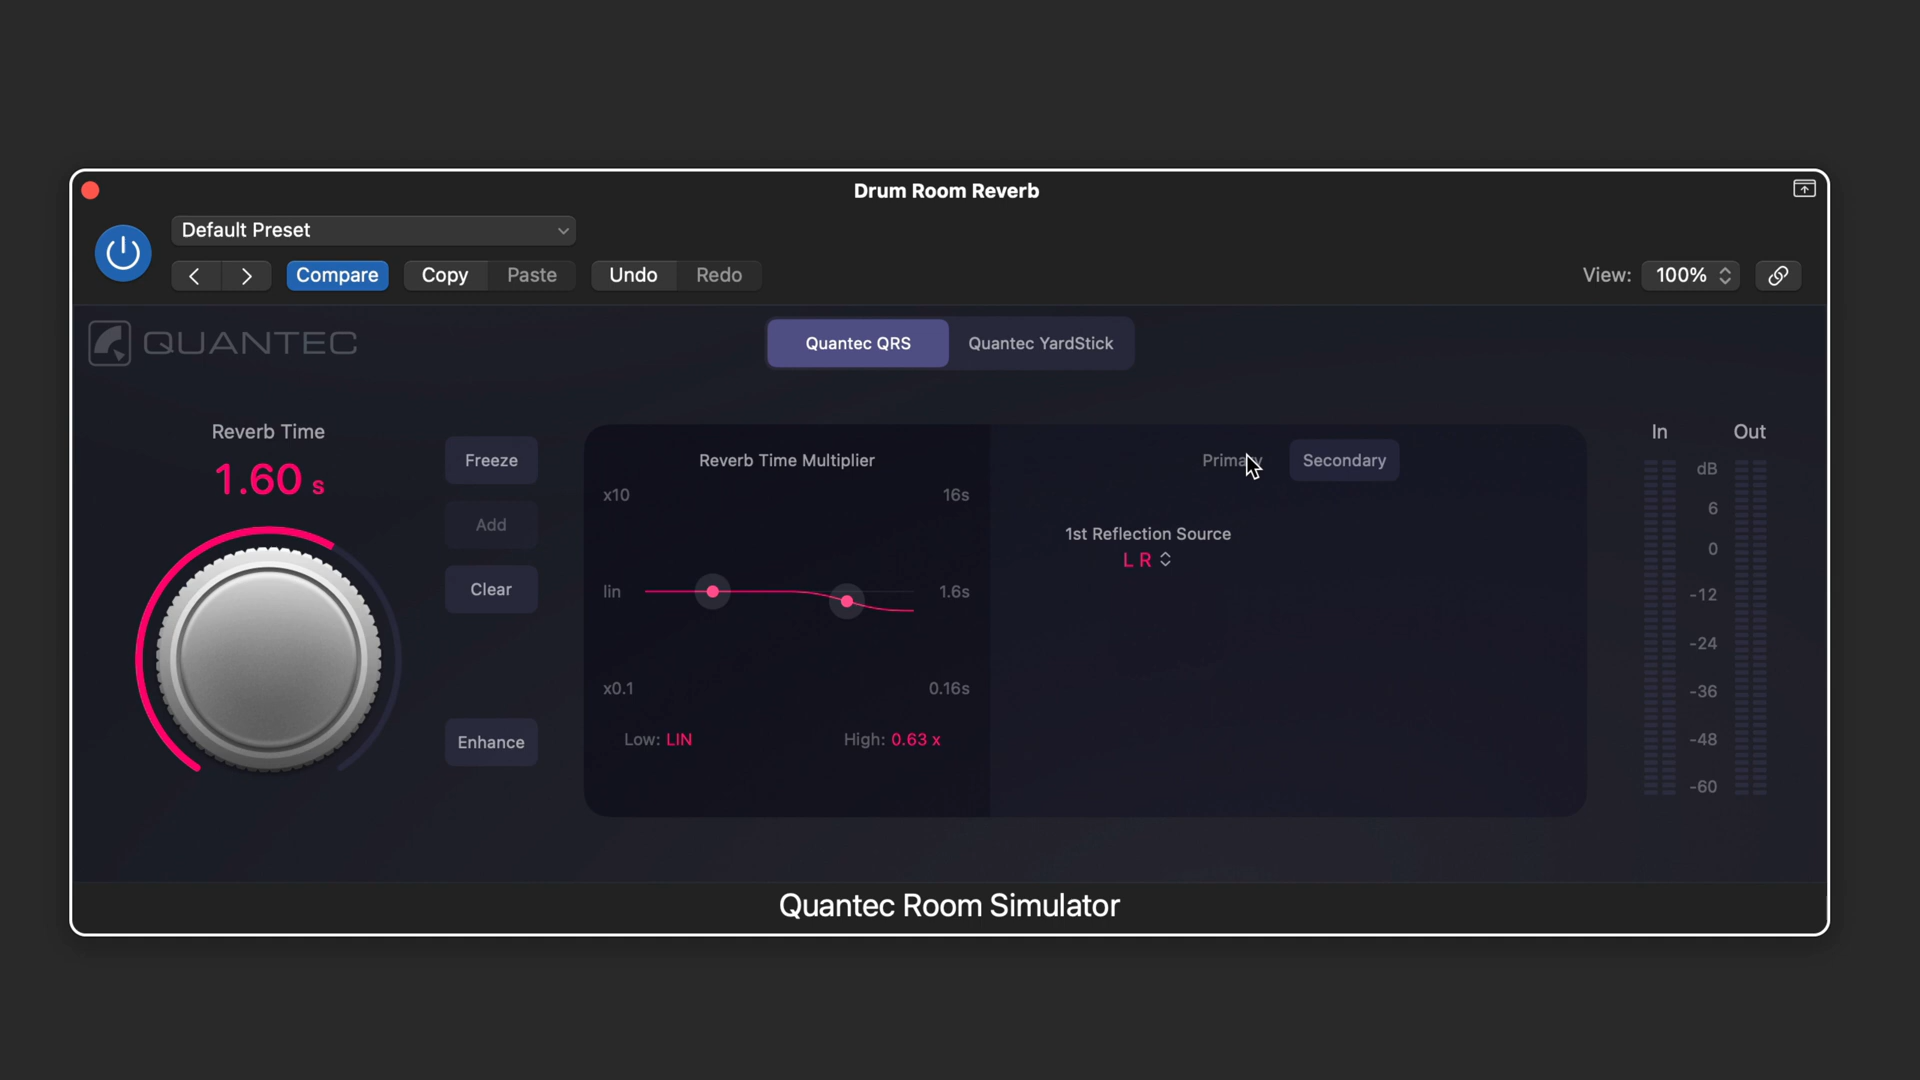 Drum Room Reverb
Default Preset
Compare Copy Paste Undo Redo View: 100%
QUANTEC
Quantec QRS Quantec YardStick
Reverb Time
1.60 s
Freeze
Add
Clear
Enhance
Reverb Time Multiplier
x10 16s
lin 1.6s
x0.1 0.16s
Low: LIN High: 0.63 x
Primary Secondary
1st Reflection Source
L R
In Out
dB
6
0
-12
-24
-36
-48
-60
Quantec Room Simulator